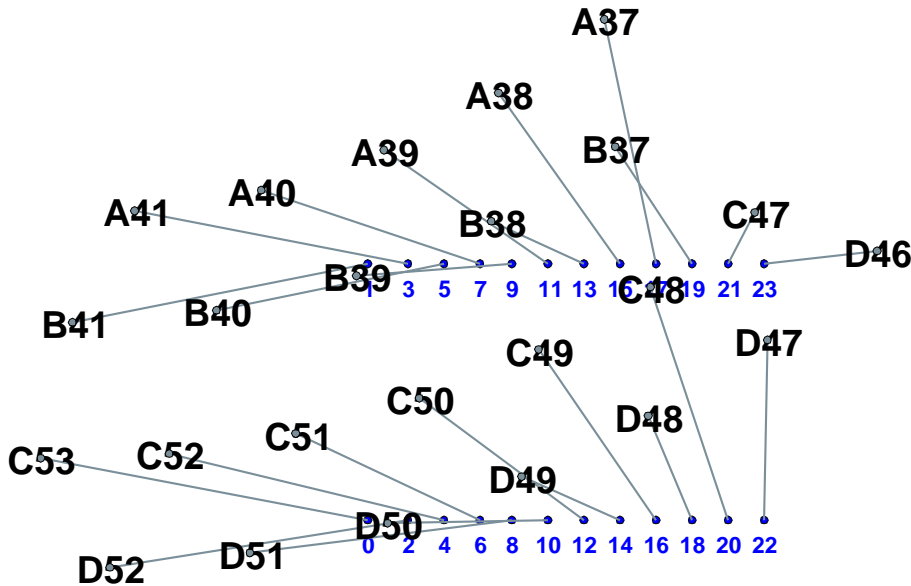 A37
A38
B37
A39
A40
A41
B38
C47
D46
B39
B40
B41
C48
1 3 5 7 9 11 13 15 17 19 21 23
D47
C49
C50
D48
C51
C52
C53
D49
D50
D51
D52
0 2 4 6 8 10 12 14 16 18 20 22